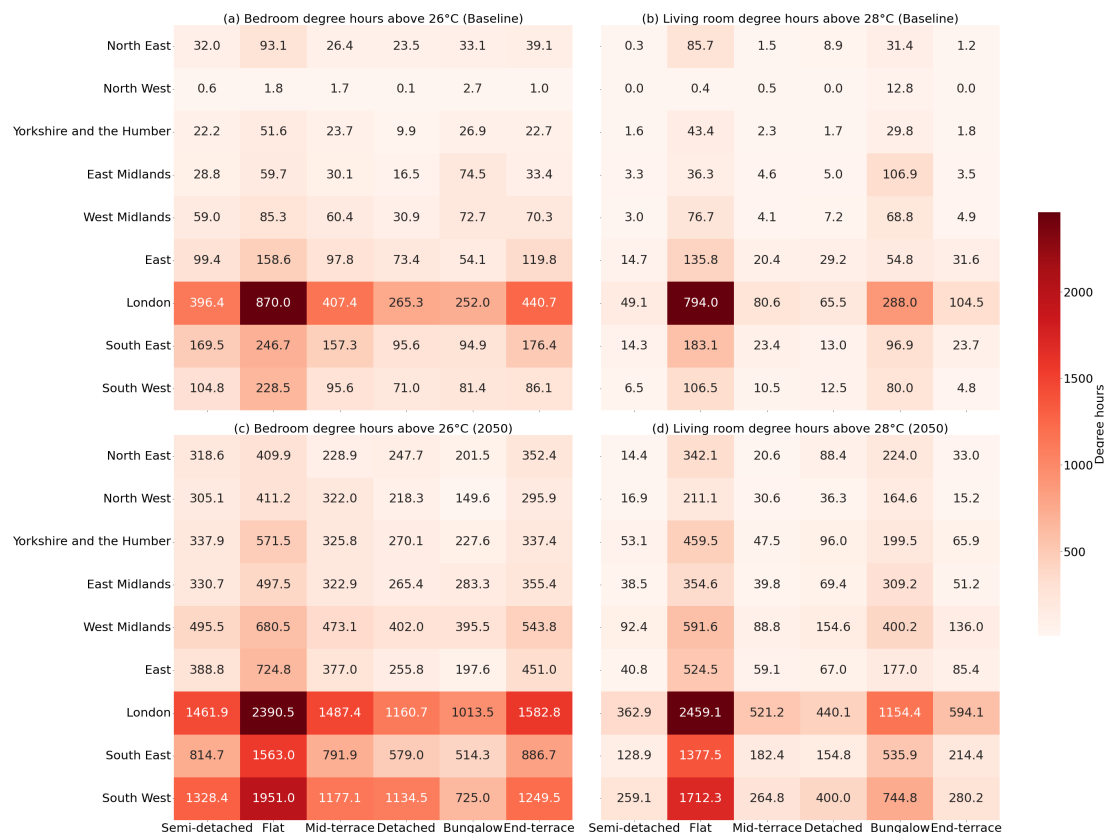 (a) Bedroom degree hours above 26°C (Baseline)
(b) Living room degree hours above 28°C (Baseline)
North East 32.0 93.1 26.4 23.5 33.1 39.1 0.3 85.7 1.5 8.9 31.4 1.2
North West 0.6 1.8 1.7 0.1 2.7 1.0 0.0 0.4 0.5 0.0 12.8 0.0
Yorkshire and the Humber 22.2 51.6 23.7 9.9 26.9 22.7 1.6 43.4 2.3 1.7 29.8 1.8
East Midlands 28.8 59.7 30.1 16.5 74.5 33.4 3.3 36.3 4.6 5.0 106.9 3.5
West Midlands 59.0 85.3 60.4 30.9 72.7 70.3 3.0 76.7 4.1 7.2 68.8 4.9
East 99.4 158.6 97.8 73.4 54.1 119.8 14.7 135.8 20.4 29.2 54.8 31.6
London 396.4 870.0 407.4 265.3 252.0 440.7 49.1 794.0 80.6 65.5 288.0 104.5
South East 169.5 246.7 157.3 95.6 94.9 176.4 14.3 183.1 23.4 13.0 96.9 23.7
South West 104.8 228.5 95.6 71.0 81.4 86.1 6.5 106.5 10.5 12.5 80.0 4.8
(c) Bedroom degree hours above 26°C (2050)
(d) Living room degree hours above 28°C (2050)
North East 318.6 409.9 228.9 247.7 201.5 352.4 14.4 342.1 20.6 88.4 224.0 33.0
North West 305.1 411.2 322.0 218.3 149.6 295.9 16.9 211.1 30.6 36.3 164.6 15.2
Yorkshire and the Humber 337.9 571.5 325.8 270.1 227.6 337.4 53.1 459.5 47.5 96.0 199.5 65.9
East Midlands 330.7 497.5 322.9 265.4 283.3 355.4 38.5 354.6 39.8 69.4 309.2 51.2
West Midlands 495.5 680.5 473.1 402.0 395.5 543.8 92.4 591.6 88.8 154.6 400.2 136.0
East 388.8 724.8 377.0 255.8 197.6 451.0 40.8 524.5 59.1 67.0 177.0 85.4
London 1461.9 2390.5 1487.4 1160.7 1013.5 1582.8 362.9 2459.1 521.2 440.1 1154.4 594.1
South East 814.7 1563.0 791.9 579.0 514.3 886.7 128.9 1377.5 182.4 154.8 535.9 214.4
South West 1328.4 1951.0 1177.1 1134.5 725.0 1249.5 259.1 1712.3 264.8 400.0 744.8 280.2
Semi-detached Flat Mid-terrace Detached Bungalow End-terrace Semi-detached Flat Mid-terrace Detached Bungalow End-terrace
2000
1500
1000
500
Degree hours